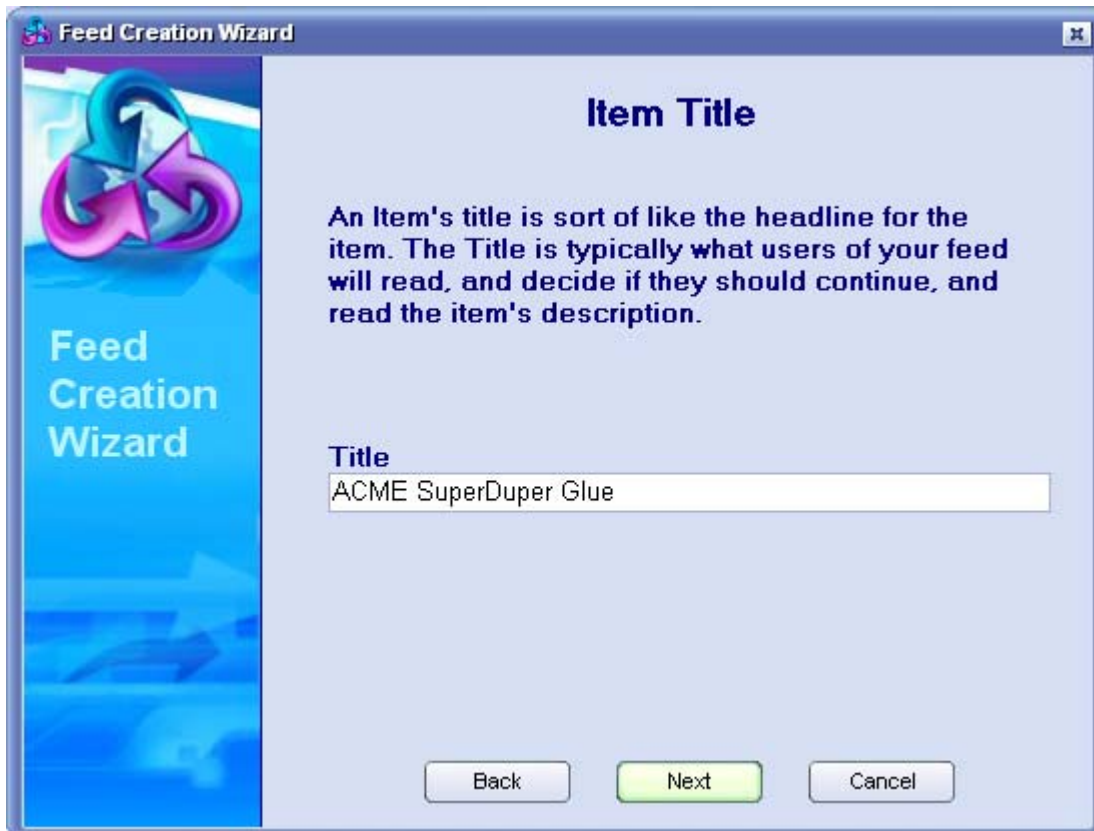 Feed Creation Wizard
Item Title
An Item's title is sort of like the headline for the
item. The Title is typically what users of your feed
will read, and decide if they should continue, and
read the item's description.
Feed
Creation
Wizard
Title
ACME SuperDuper Glue
Back
Next
Cancel